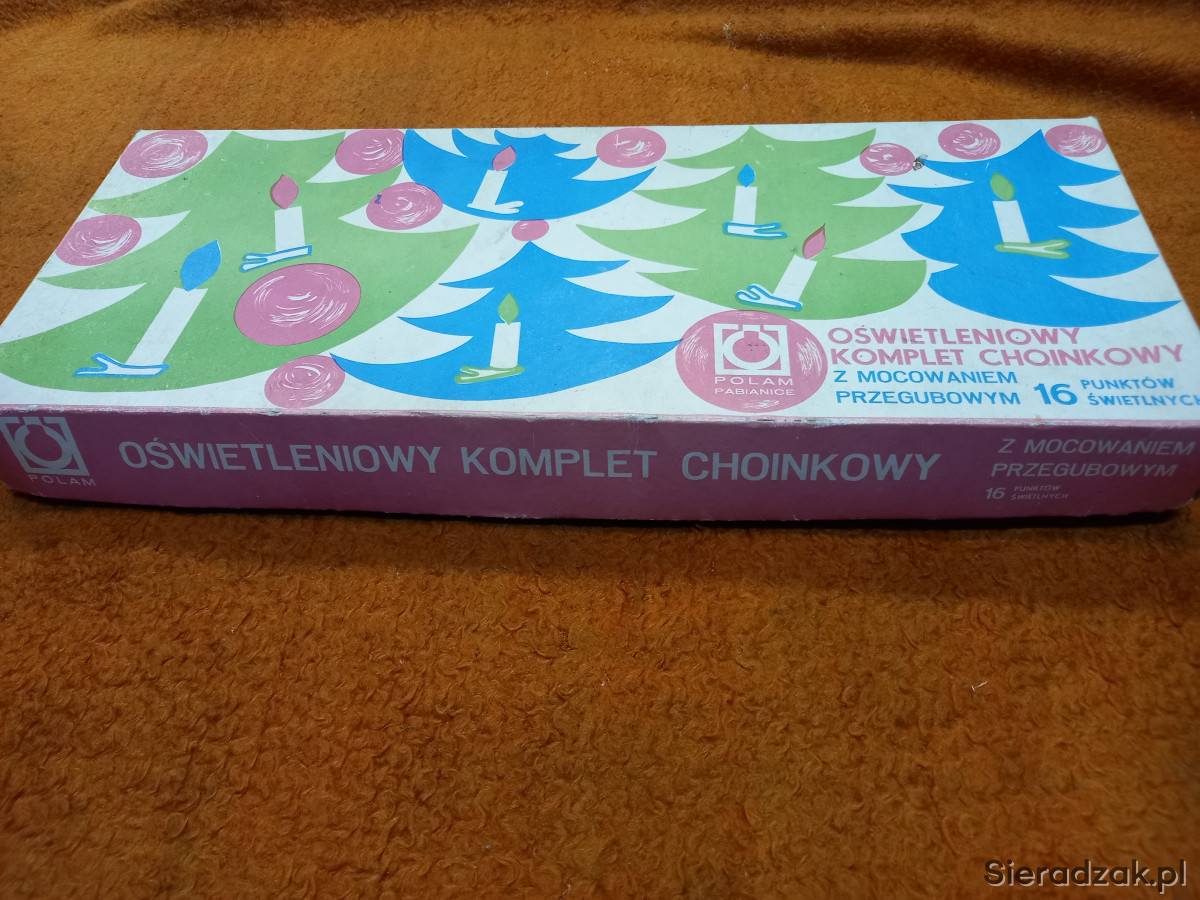 POLAM
PABIANICE
OŚWIETLENIOWY
KOMPLET CHOINKOWY
Z MOCOWANIEM
PRZEGUBOWYM 16 PUNKTÓW
ŚWIETLNYCH
POLAM
OŚWIETLENIOWY KOMPLET CHOINKOWY
Z MOCOWANIEM
PRZEGUBOWYM
16 PUNKTÓW
ŚWIETLNYCH
Sieradzak.pl